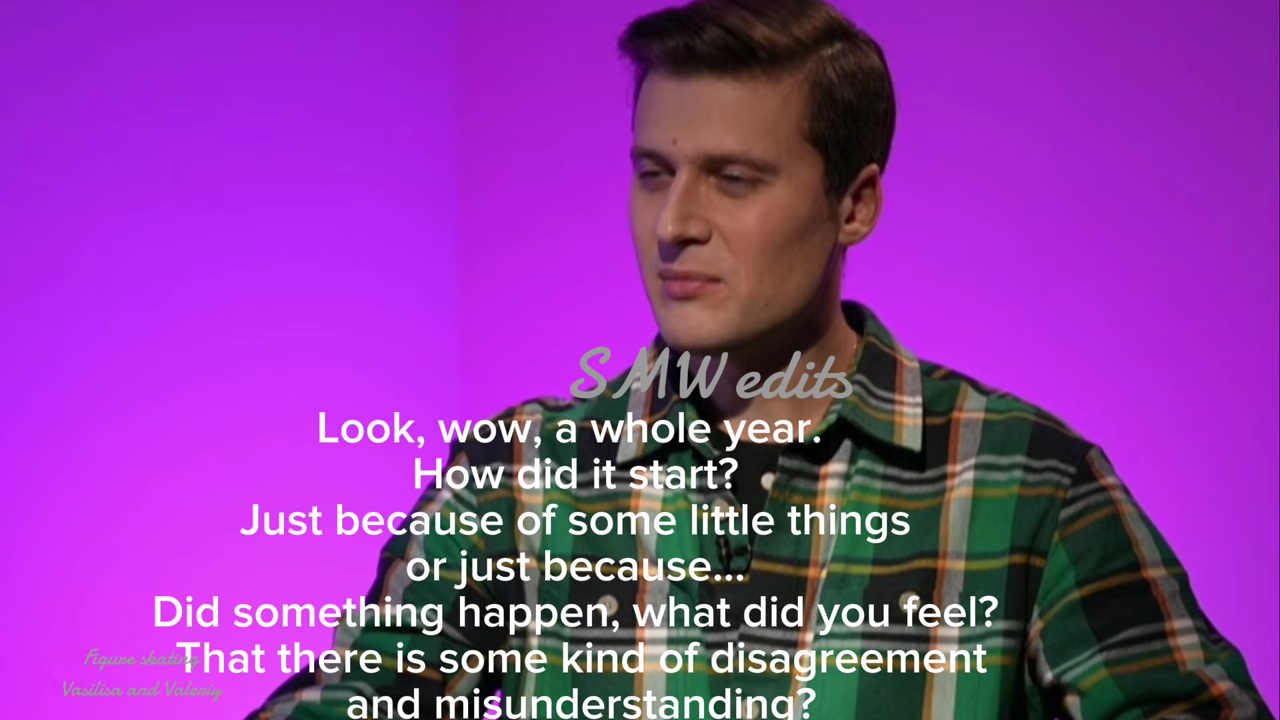 SMW edits
Look, wow, a whole year.
How did it start?
Just because of some little things
or just because...
Did something happen, what did you feel?
That there is some kind of disagreement
and misunderstanding?
Figure skating
Vasilisa and Valeriy